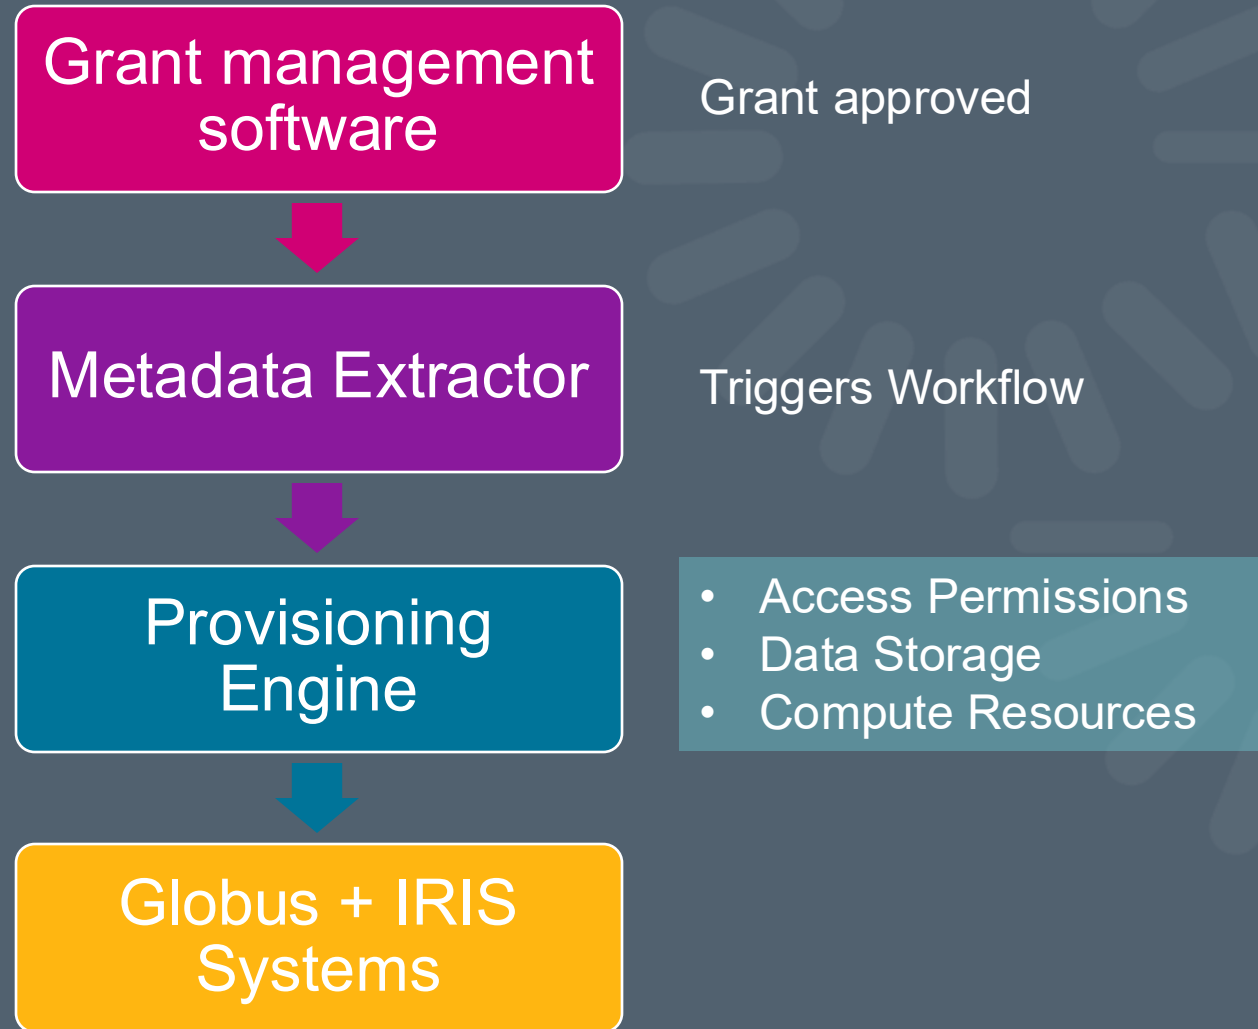 Grant management
software
Grant approved
Metadata Extractor
Triggers Workflow
Provisioning
Engine
• Access Permissions
• Data Storage
• Compute Resources
Globus + IRIS
Systems